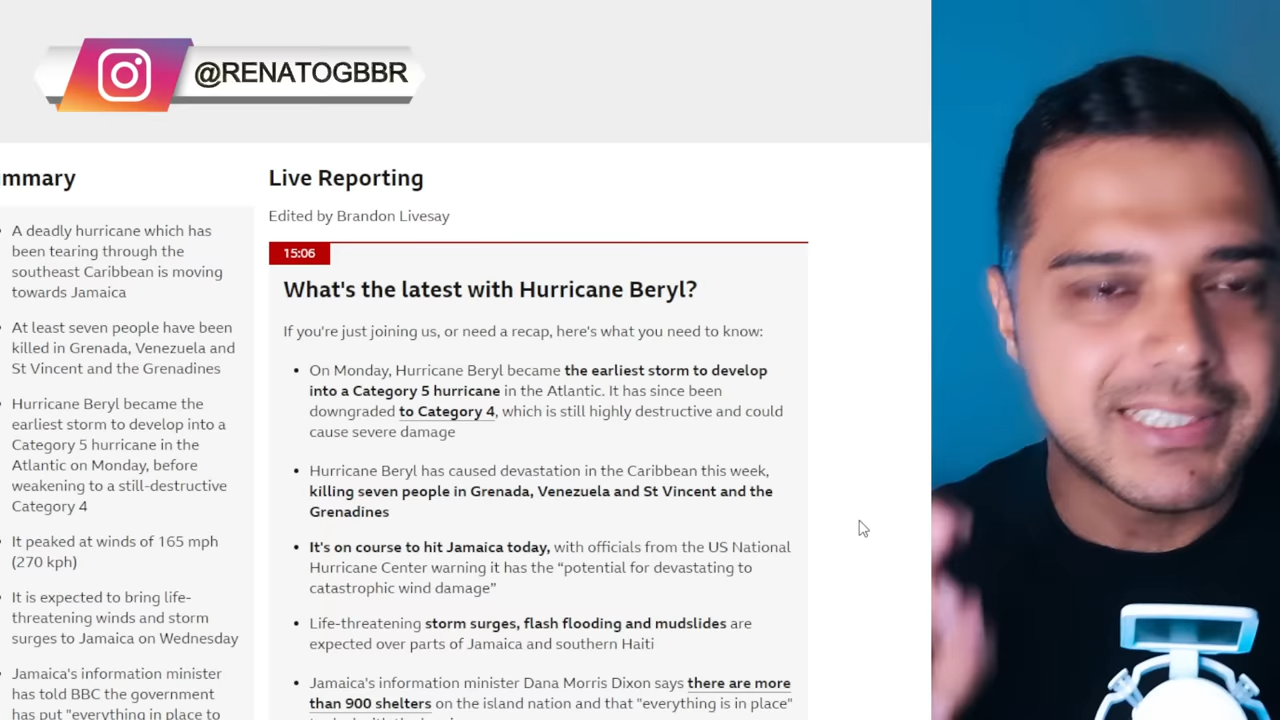 @RENATOGBBR
mmary
A deadly hurricane which has
been tearing through the
southeast Caribbean is moving
towards Jamaica
At least seven people have been
killed in Grenada, Venezuela and
St Vincent and the Grenadines
Hurricane Beryl became the
earliest storm to develop into a
Category 5 hurricane in the
Atlantic on Monday, before
weakening to a still-destructive
Category 4
It peaked at winds of 165 mph
(270 kph)
It is expected to bring life-
threatening winds and storm
surges to Jamaica on Wednesday
Jamaica's information minister
has told BBC the government
has put "everything in place to
Live Reporting
Edited by Brandon Livesay
15:06
What's the latest with Hurricane Beryl?
If you're just joining us, or need a recap, here's what you need to know:
On Monday, Hurricane Beryl became the earliest storm to develop
into a Category 5 hurricane in the Atlantic. It has since been
downgraded to Category 4, which is still highly destructive and could
cause severe damage
Hurricane Beryl has caused devastation in the Caribbean this week,
killing seven people in Grenada, Venezuela and St Vincent and the
Grenadines
It's on course to hit Jamaica today, with officials from the US National
Hurricane Center warning it has the “potential for devastating to
catastrophic wind damage”
Life-threatening storm surges, flash flooding and mudslides are
expected over parts of Jamaica and southern Haiti
Jamaica's information minister Dana Morris Dixon says there are more
than 900 shelters on the island nation and that "everything is in place"